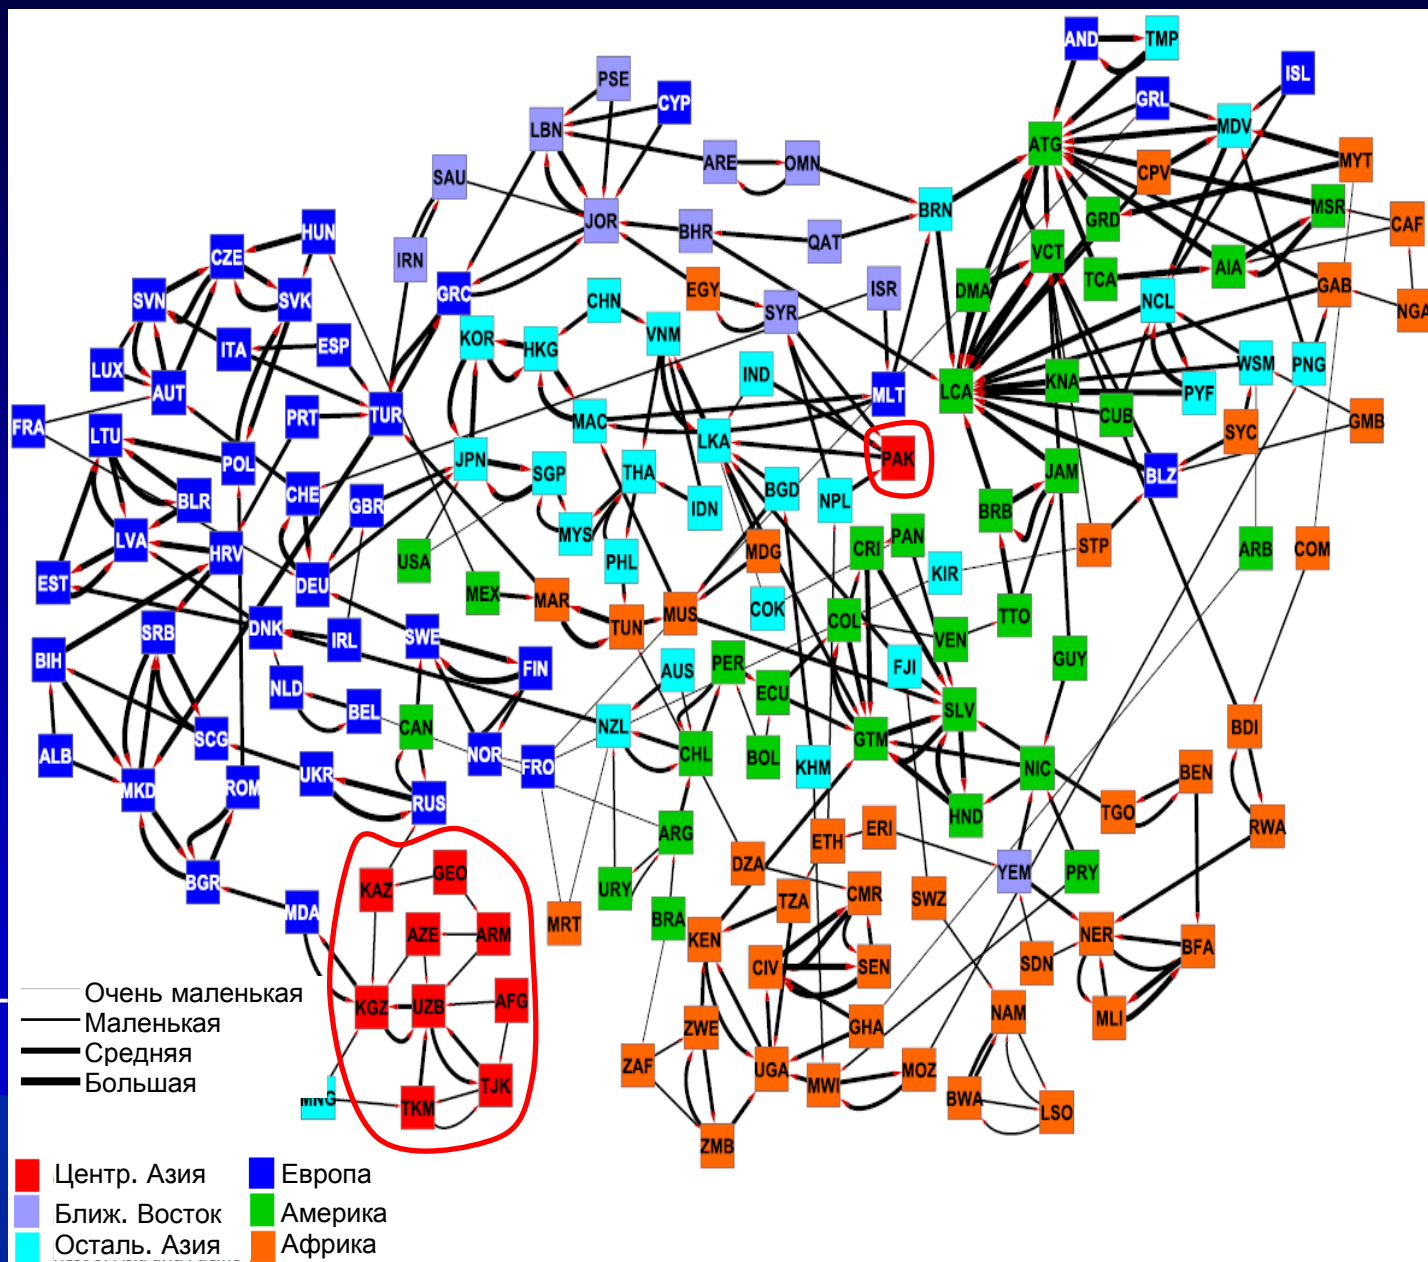 AND
TMP
ISL
PSE
CYP
GRL
LBN
MDV
ATG
ARE
OMN
CPV
MYT
SAU
BRN
MSR
JOR
GRD
CAF
HUN
BHR
QAT
CZE
IRN
VCT
TCA
AIA
SVN
SVK
GRC
EGY
CHN
SYR
ISR
DMA
NCL
GAB
NGA
ITA
ESP
KOR
HKG
VNM
LUX
AUT
IND
MLT
LCA
KNA
WSM
PNG
PYF
FRA
LTU
PRT
TUR
MAC
LKA
CUB
SYC
GMB
POL
JPN
SGP
THA
PAK
JAM
BLZ
BLR
CHE
GBR
BGD
NPL
IDN
BRB
LVA
HRV
MYS
PHL
MDG
CRI
PAN
STP
ARB
COM
EST
DEU
USA
MEX
MAR
TUN
MUS
COK
KIR
COL
TTO
SRB
DNK
IRL
SWE
VEN
BIH
NLD
FIN
AUS
PER
ECU
FJI
GUY
BEL
CAN
NZL
SLV
SCG
ALB
NOR
FRO
CHL
BOL
KHM
GTM
NIC
BDI
MKD
ROM
UKR
RUS
HND
TGO
BEN
ARG
ETH
ERI
RWA
BGR
KAZ
GEO
URY
DZA
YEM
PRY
MDA
MRT
BRA
TZA
CMR
SWZ
AZE
ARM
KEN
NER
BFA
CIV
SEN
SDN
KGZ
UZB
AFG
ZWE
GHA
NAM
MLI
ZAF
UGA
MWI
MOZ
BWA
LSO
MNG
TKM
TJK
ZMB
Очень маленькая
Маленькая
Средняя
Большая
Центр. Азия
Европа
Ближ. Восток
Америка
Осталь. Азия
Африка